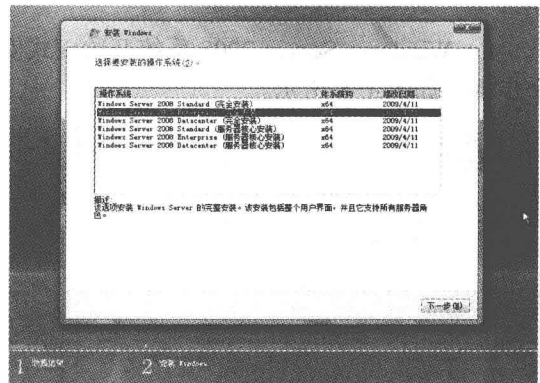 安装 Windows
选择要安装的操作系统(S)。
操作系统 体系结构 修改日期
Windows Server 2008 Standard (完全安装) x64 2009/4/11
x64 2009/4/11
Windows Server 2008 Datacenter (完全安装) x64 2009/4/11
Windows Server 2008 Standard (服务器核心安装) x64 2009/4/11
Windows Server 2008 Enterprise (服务器核心安装) x64 2009/4/11
Windows Server 2008 Datacenter (服务器核心安装) x64 2009/4/11
描述
该选项安装 Windows Server 的完整安装。该安装包括整个用户界面，并且它支持所有服务器角
色。
下一步(N)
1 收集信息 2 安装 Windows